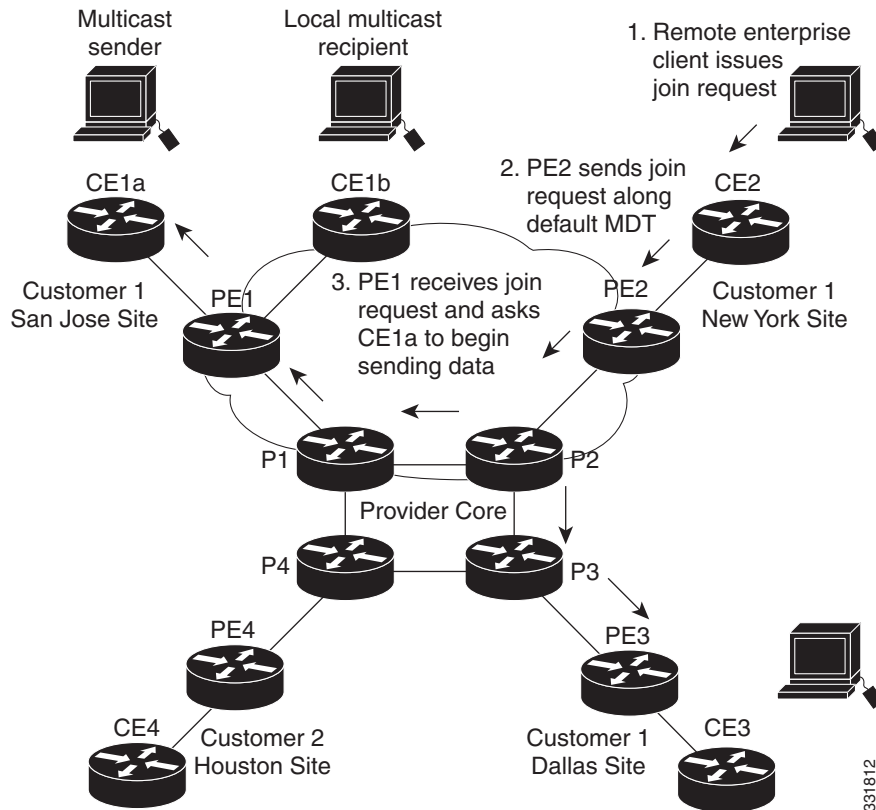 Multicast
sender
Local multicast
recipient
1. Remote enterprise
client issues
join request
CE1a
CE1b
2. PE2 sends join
request along
default MDT
CE2
Customer 1
San Jose Site
PE1
3. PE1 receives join
request and asks
CE1a to begin
sending data
PE2
Customer 1
New York Site
P1
P2
Provider Core
P4
P3
PE4
PE3
CE4
Customer 2
Houston Site
Customer 1
Dallas Site
CE3
331812